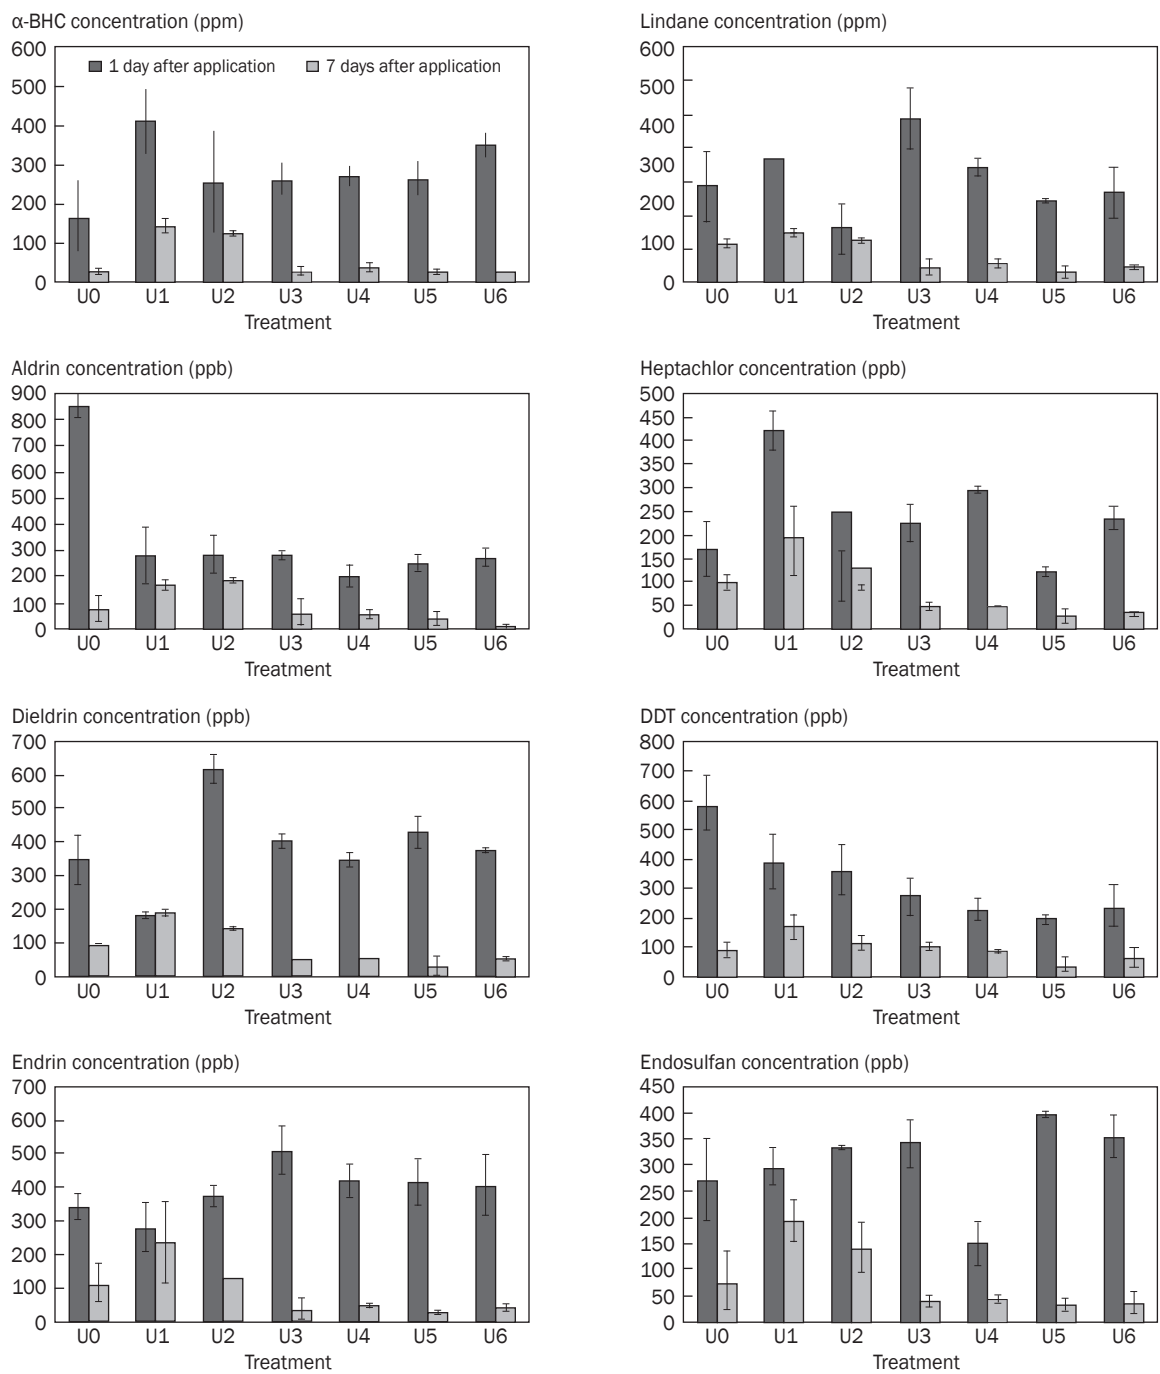 α-BHC concentration (ppm)
600
500
400
300
200
100
0
1 day after application
7 days after application
U0 U1 U2 U3 U4 U5 U6
Treatment
Lindane concentration (ppm)
600
500
400
300
200
100
0
U0 U1 U2 U3 U4 U5 U6
Treatment
Aldrin concentration (ppb)
900
800
700
600
500
400
300
200
100
0
U0 U1 U2 U3 U4 U5 U6
Treatment
Heptachlor concentration (ppb)
500
450
400
350
300
250
200
150
100
50
0
U0 U1 U2 U3 U4 U5 U6
Treatment
Dieldrin concentration (ppb)
700
600
500
400
300
200
100
0
U0 U1 U2 U3 U4 U5 U6
Treatment
DDT concentration (ppb)
800
700
600
500
400
300
200
100
0
U0 U1 U2 U3 U4 U5 U6
Treatment
Endrin concentration (ppb)
700
600
500
400
300
200
100
0
U0 U1 U2 U3 U4 U5 U6
Treatment
Endosulfan concentration (ppb)
450
400
350
300
250
200
150
100
50
0
U0 U1 U2 U3 U4 U5 U6
Treatment